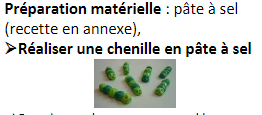 Préparation matérielle : pâte à sel
(recette en annexe),
➤Réaliser une chenille en pâte à sel